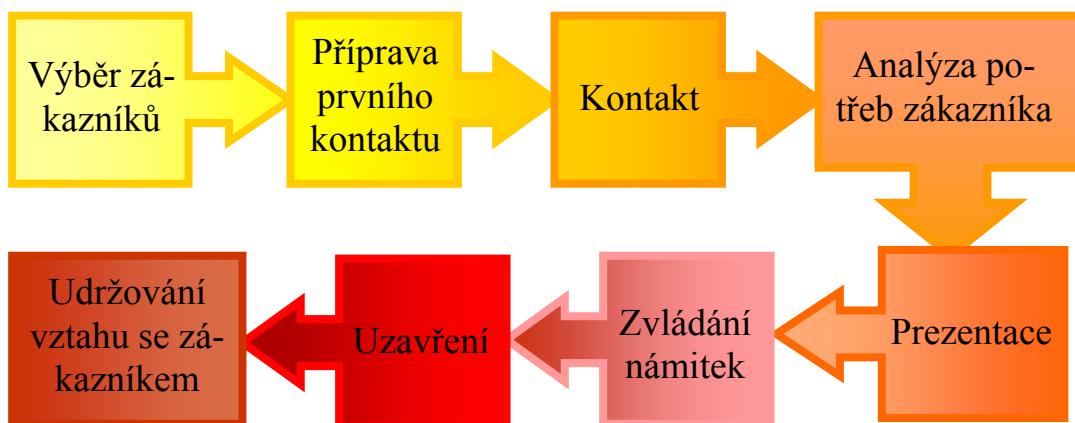 Výběr zá-
kazníků
Příprava
prvního
kontaktu
Kontakt
Analýza po-
třeb zákazníka
Prezentace
Zvládání
námitek
Uzavření
Udržování
vztahu se zá-
kazníkem